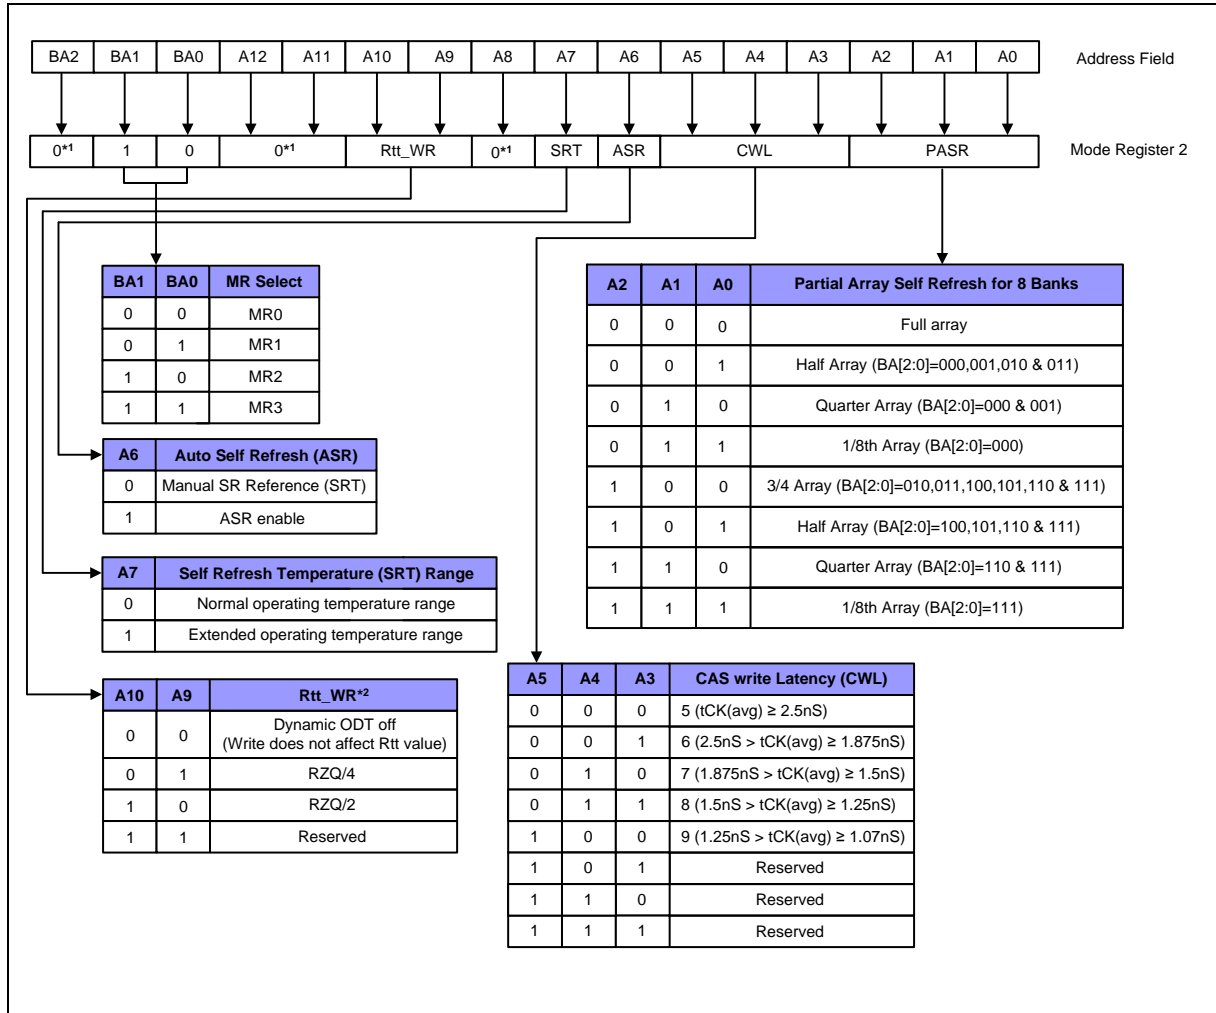 BA2 BA1 BA0 A12 A11 A10 A9 A8 A7 A6 A5 A4 A3 A2 A1 A0 Address Field
0*1 1 0 0*1 Rtt_WR 0*1 SRT ASR CWL PASR Mode Register 2
BA1 BA0 MR Select
0 0 MR0
0 1 MR1
1 0 MR2
1 1 MR3
A6 Auto Self Refresh (ASR)
0 Manual SR Reference (SRT)
1 ASR enable
A7 Self Refresh Temperature (SRT) Range
0 Normal operating temperature range
1 Extended operating temperature range
A10 A9 Rtt_WR*2
0 0 Dynamic ODT off
(Write does not affect Rtt value)
0 1 RZQ/4
1 0 RZQ/2
1 1 Reserved
A2 A1 A0 Partial Array Self Refresh for 8 Banks
0 0 0 Full array
0 0 1 Half Array (BA[2:0]=000,001,010 & 011)
0 1 0 Quarter Array (BA[2:0]=000 & 001)
0 1 1 1/8th Array (BA[2:0]=000)
1 0 0 3/4 Array (BA[2:0]=010,011,100,101,110 & 111)
1 0 1 Half Array (BA[2:0]=100,101,110 & 111)
1 1 0 Quarter Array (BA[2:0]=110 & 111)
1 1 1 1/8th Array (BA[2:0]=111)
A5 A4 A3 CAS write Latency (CWL)
0 0 0 5 (tCK(avg) ≥ 2.5nS)
0 0 1 6 (2.5nS > tCK(avg) ≥ 1.875nS)
0 1 0 7 (1.875nS > tCK(avg) ≥ 1.5nS)
0 1 1 8 (1.5nS > tCK(avg) ≥ 1.25nS)
1 0 0 9 (1.25nS > tCK(avg) ≥ 1.07nS)
1 0 1 Reserved
1 1 0 Reserved
1 1 1 Reserved